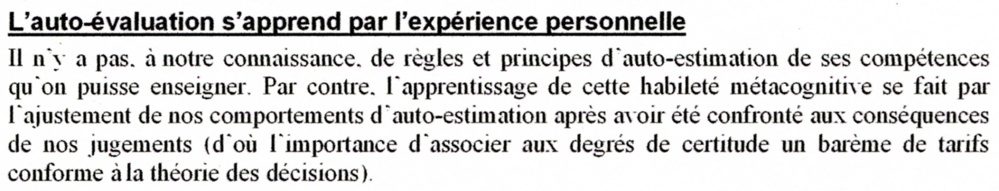 L'auto-évaluation s'apprend par l'expérience personnelle
Il n'y a pas, à notre connaissance, de règles et principes d'auto-estimation de ses compétences
qu'on puisse enseigner. Par contre, l'apprentissage de cette habileté métacognitive se fait par
l'ajustement de nos comportements d'auto-estimation après avoir été confronté aux conséquences
de nos jugements (d'où l'importance d'associer aux degrés de certitude un barème de tarifs
conforme à la théorie des décisions).